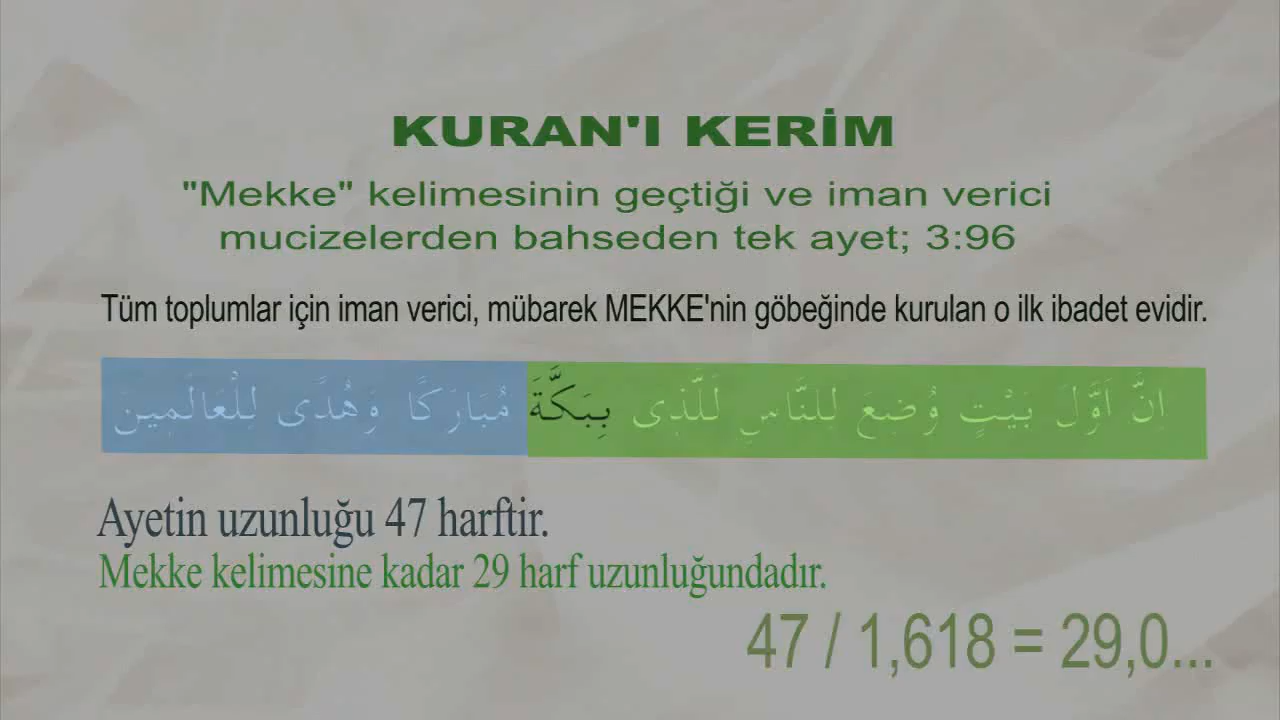 KURAN'I KERİM
"Mekke" kelimesinin geçtiği ve iman verici
mucizelerden bahseden tek ayet; 3:96
Tüm toplumlar için iman verici, mübarek MEKKE'nin göbeğinde kurulan o ilk ibadet evidir.
اِنَّ اَوَّلَ بَيْتٍ وُضِعَ لِلنَّاسِ لَلَّذِى بِبَكَّةَ مُبَارَكًا وَهُدًى لِلْعَالَمِينَ
Ayetin uzunluğu 47 harftir.
Mekke kelimesine kadar 29 harf uzunluğundadır.
47 / 1,618 = 29,0...